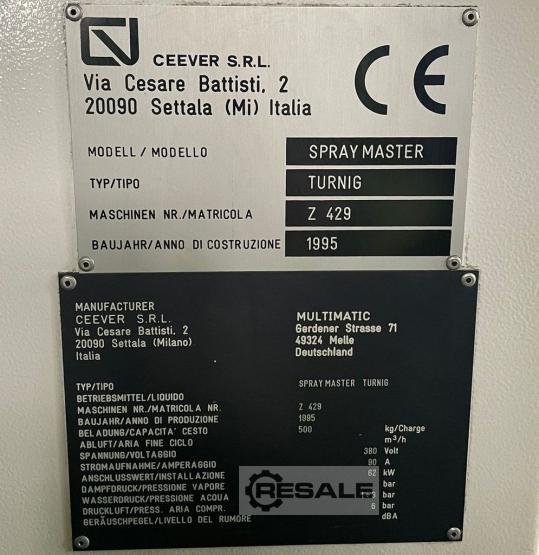 CEEVER S.R.L.
Via Cesare Battisti, 2
20090 Settala (Mi) Italia
CE
MODELL / MODELLO SPRAY MASTER
TYP/TIPO TURNIG
MASCHINEN NR./MATRICOLA Z 429
BAUJAHR/ANNO DI COSTRUZIONE 1995
MANUFACTURER
CEEVER S.R.L.
Via Cesare Battisti, 2
20090 Settala (Milano)
Italia
MULTIMATIC
Gerdener Strasse 71
49324 Melle
Deutschland
TYP/TIPO SPRAY MASTER TURNIG
BETRIEBSMITTEL/LIQUIDO
MASCHINEN NR./MATRICOLA NR. Z 429
BAUJAHR/ANNO DI PRODUZIONE 1995
BELADUNG/CAPACITA' CESTO 500 kg/Charge
ABLUFT/ARIA FINE CICLO m³/h
SPANNUNG/VOLTAGGIO 380 Volt
STROMAUFNAHME/AMPERAGGIO 90 A
ANSCHLUSSWERT/INSTALLAZIONE 62 kW
DAMPFDRUCK/PRESSIONE VAPORE bar
WASSERDRUCK/PRESSIONE ACQUA bar
DRUCKLUFT/PRESS. ARIA COMPR. 6 bar
GERÄUSCHPEGEL/LIVELLO DEL RUMORE dBA
RESALE